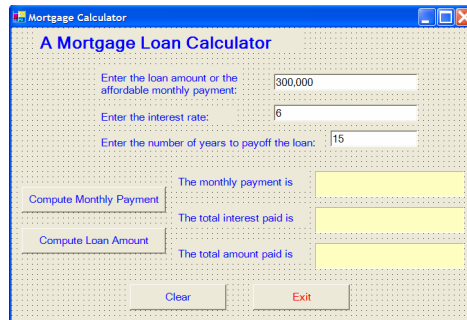 Mortgage Calculator
A Mortgage Loan Calculator
Enter the loan amount or the
affordable monthly payment:
300,000
Enter the interest rate:
6
Enter the number of years to payoff the loan:
15
The monthly payment is
Compute Monthly Payment
The total interest paid is
Compute Loan Amount
The total amount paid is
Clear
Exit